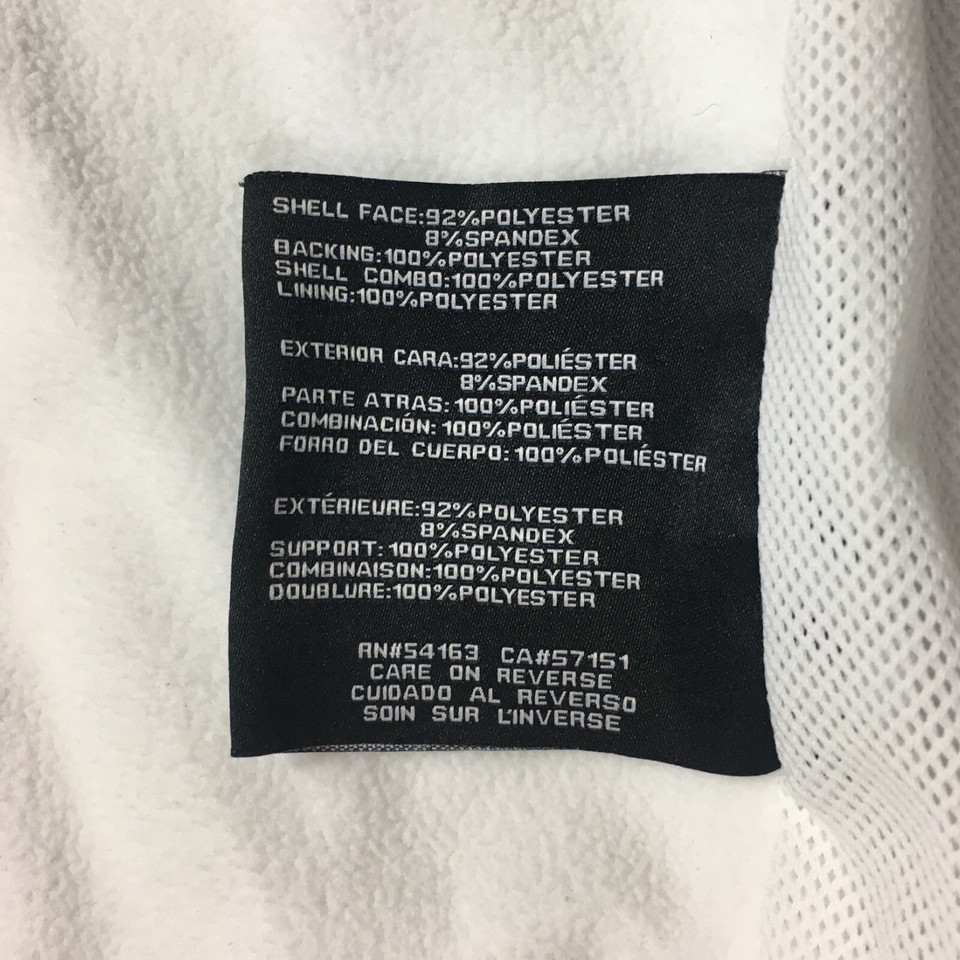 SHELL FACE:92%POLYESTER
8%SPANDEX
BACKING:100%POLYESTER
SHELL COMBO:100%POLYESTER
LINING:100%POLYESTER
EXTERIOR CARA:92%POLIÉSTER
8%SPANDEX
PARTE ATRAS:100%POLIÉSTER
COMBINACIÓN:100%POLIÉSTER
FORRO DEL CUERPO:100%POLIÉSTER
EXTÉRIEURE:92%POLYESTER
8%SPANDEX
SUPPORT:100%POLYESTER
COMBINAISON:100%POLYESTER
DOUBLURE:100%POLYESTER
RN#54163 CA#57151
CARE ON REVERSE
CUIDADO AL REVERSO
SOIN SUR L'INVERSE